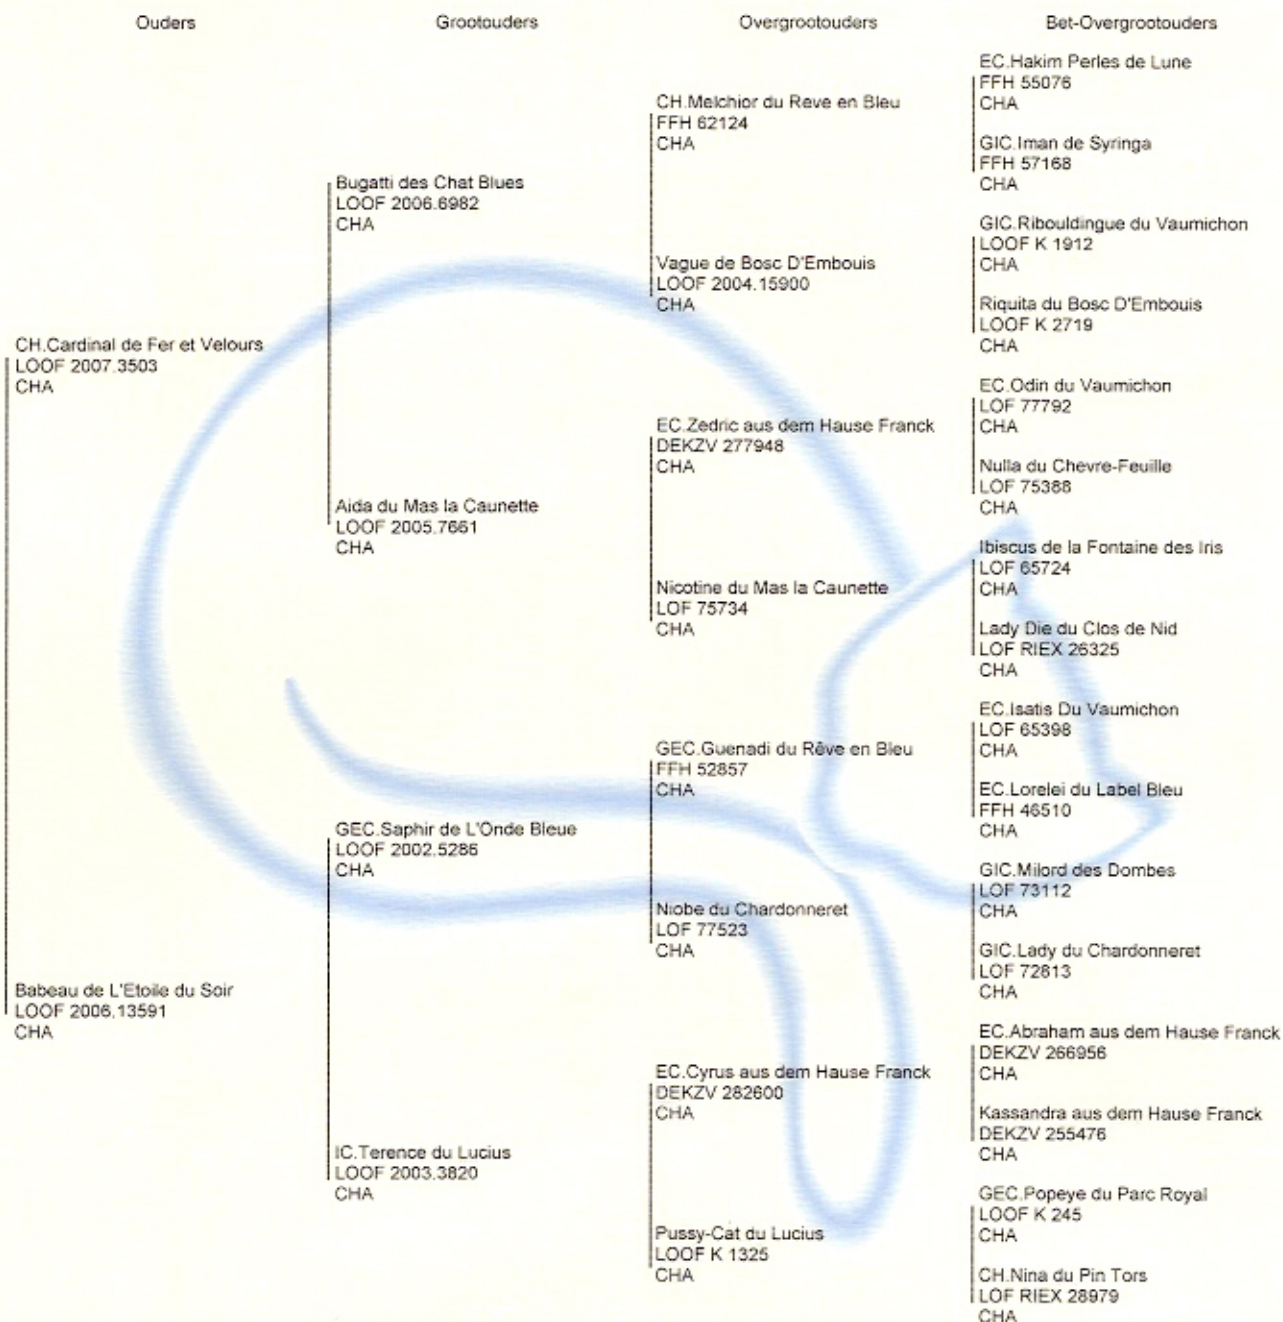 Ouders
Grootouders
Overgrootouders
Bet-Overgrootouders
CH.Cardinal de Fer et Velours
LOOF 2007.3503
CHA
Babeau de L'Etoile du Soir
LOOF 2006.13591
CHA
Bugatti des Chat Blues
LOOF 2006.6982
CHA
Aida du Mas la Caunette
LOOF 2005.7661
CHA
GEC.Saphir de L'Onde Bleue
LOOF 2002.5286
CHA
IC.Terence du Lucius
LOOF 2003.3820
CHA
CH.Melchior du Reve en Bleu
FFH 62124
CHA
Vague de Bosc D'Embouis
LOOF 2004.15900
CHA
EC.Zedric aus dem Hause Franck
DEKZV 277948
CHA
Nicotine du Mas la Caunette
LOF 75734
CHA
GEC.Guenadi du Rêve en Bleu
FFH 52857
CHA
Niobe du Chardonneret
LOF 77523
CHA
EC.Cyrus aus dem Hause Franck
DEKZV 282600
CHA
Pussy-Cat du Lucius
LOOF K 1325
CHA
EC.Hakim Perles de Lune
FFH 55076
CHA
GIC.Iman de Syringa
FFH 57168
CHA
GIC.Ribouldingue du Vaumichon
LOOF K 1912
CHA
Riquita du Bosc D'Embouis
LOOF K 2719
CHA
EC.Odin du Vaumichon
LOF 77792
CHA
Nulla du Chevre-Feuille
LOF 75388
CHA
Ibiscus de la Fontaine des Iris
LOF 65724
CHA
Lady Die du Clos de Nid
LOF RIEX 26325
CHA
EC.Isatis Du Vaumichon
LOF 65398
CHA
EC.Lorelei du Label Bleu
FFH 46510
CHA
GIC.Milord des Dombes
LOF 73112
CHA
GIC.Lady du Chardonneret
LOF 72813
CHA
EC.Abraham aus dem Hause Franck
DEKZV 266956
CHA
Kassandra aus dem Hause Franck
DEKZV 255476
CHA
GEC.Popeye du Parc Royal
LOOF K 245
CHA
CH.Nina du Pin Tors
LOF RIEX 28979
CHA